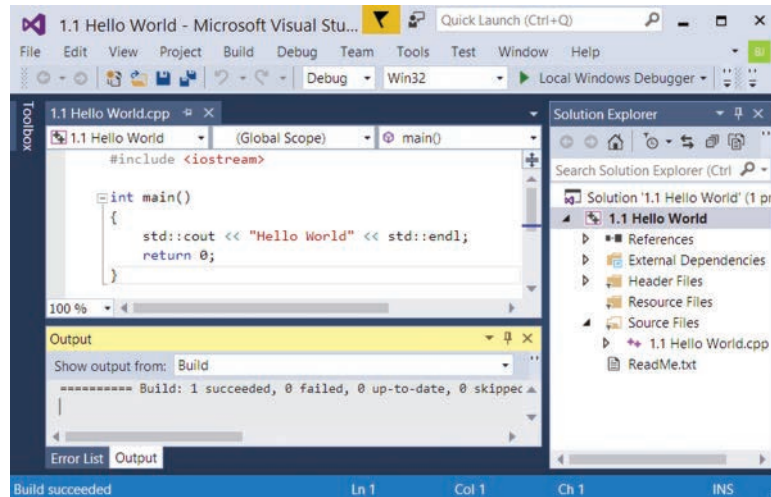 1.1 Hello World - Microsoft Visual Stu...
Quick Launch (Ctrl+Q)
File Edit View Project Build Debug Team Tools Test Window Help
BJ
Debug Win32 Local Windows Debugger
Toolbox
1.1 Hello World.cpp
1.1 Hello World (Global Scope) main()
#include <iostream>
int main()
{
std::cout << "Hello World" << std::endl;
return 0;
}
100 %
Output
Show output from: Build
========== Build: 1 succeeded, 0 failed, 0 up-to-date, 0 skipped
Error List Output
Solution Explorer
Search Solution Explorer (Ctrl
Solution '1.1 Hello World' (1 pr
1.1 Hello World
References
External Dependencies
Header Files
Resource Files
Source Files
1.1 Hello World.cpp
ReadMe.txt
Build succeeded Ln 1 Col 1 Ch 1 INS